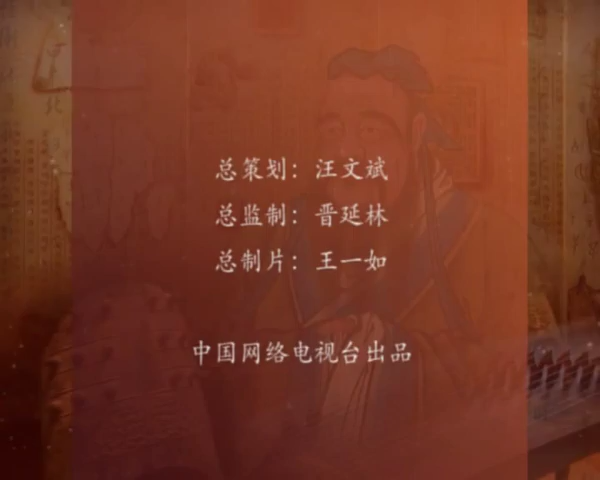 总策划：汪文斌
总监制：晋延林
总制片：王一如
中国网络电视台出品